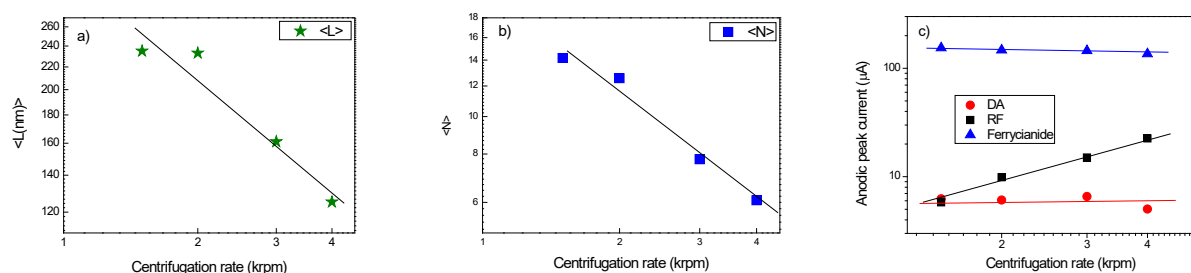 a)
<L>
260
240
220
200
180
160
140
120
1
2
3
4
<L(nm)>
Centrifugation rate (krpm)
b)
<N>
18
16
14
12
10
8
6
1
2
3
4
<N>
Centrifugation rate (krpm)
c)
100
10
DA
RF
Ferrycianide
2
3
4
Anodic peak current (μA)
Centrifugation rate (krpm)